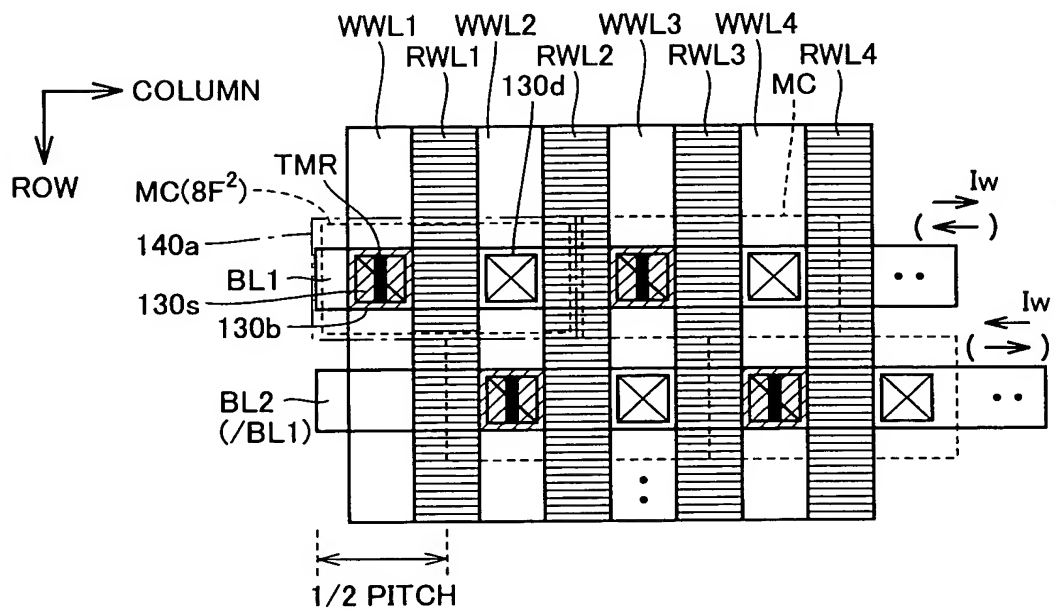 WWL1 WWL2 WWL3 WWL4
RWL1 RWL2 RWL3 RWL4
130d MC
COLUMN
ROW
TMR
MC(8F²)
Iw
( )
140a
BL1
130s
130b
Iw
( )
BL2
(/BL1)
1/2 PITCH